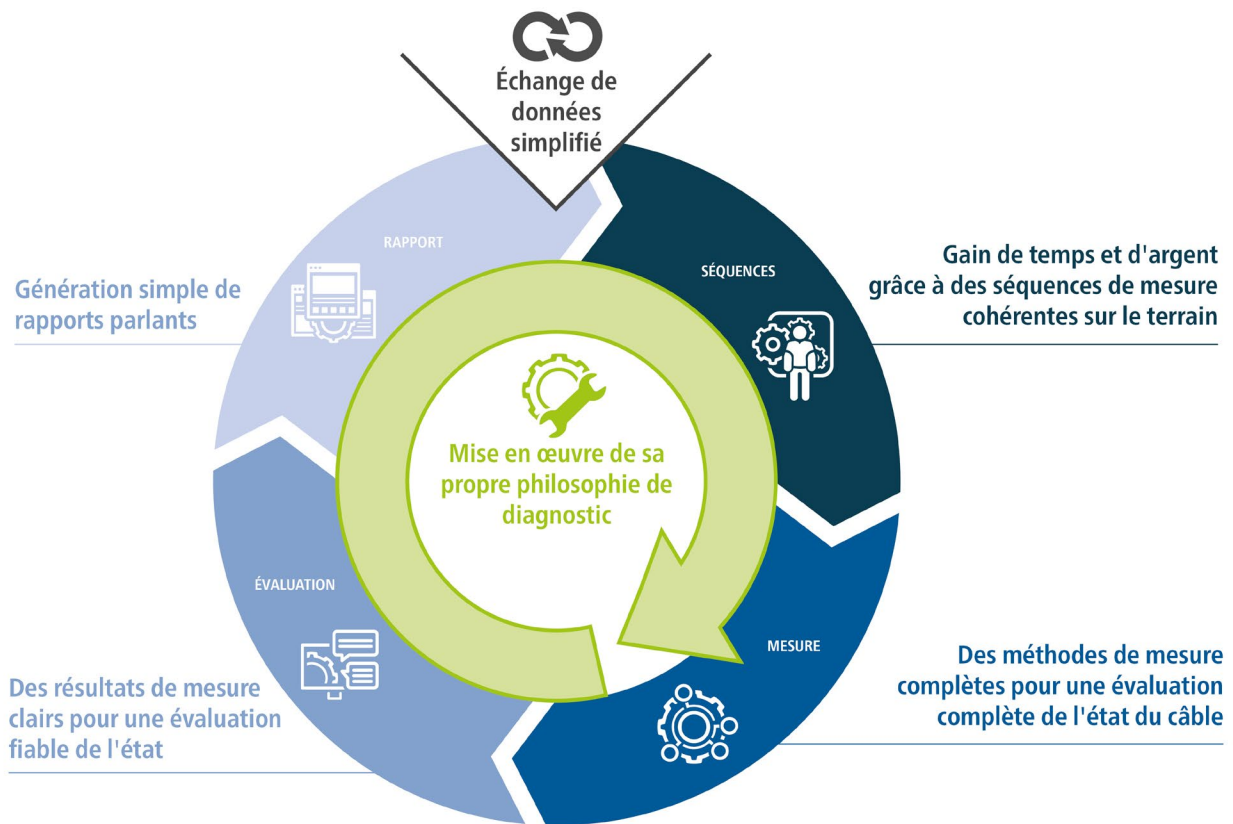 Échange de
données
simplifié
RAPPORT
Génération simple de
rapports parlants
SÉQUENCES
Gain de temps et d'argent
grâce à des séquences de mesure
cohérentes sur le terrain
Mise en œuvre de sa
propre philosophie de
diagnostic
ÉVALUATION
Des résultats de mesure
clairs pour une évaluation
fiable de l'état
MESURE
Des méthodes de mesure
complètes pour une évaluation
complète de l'état du câble